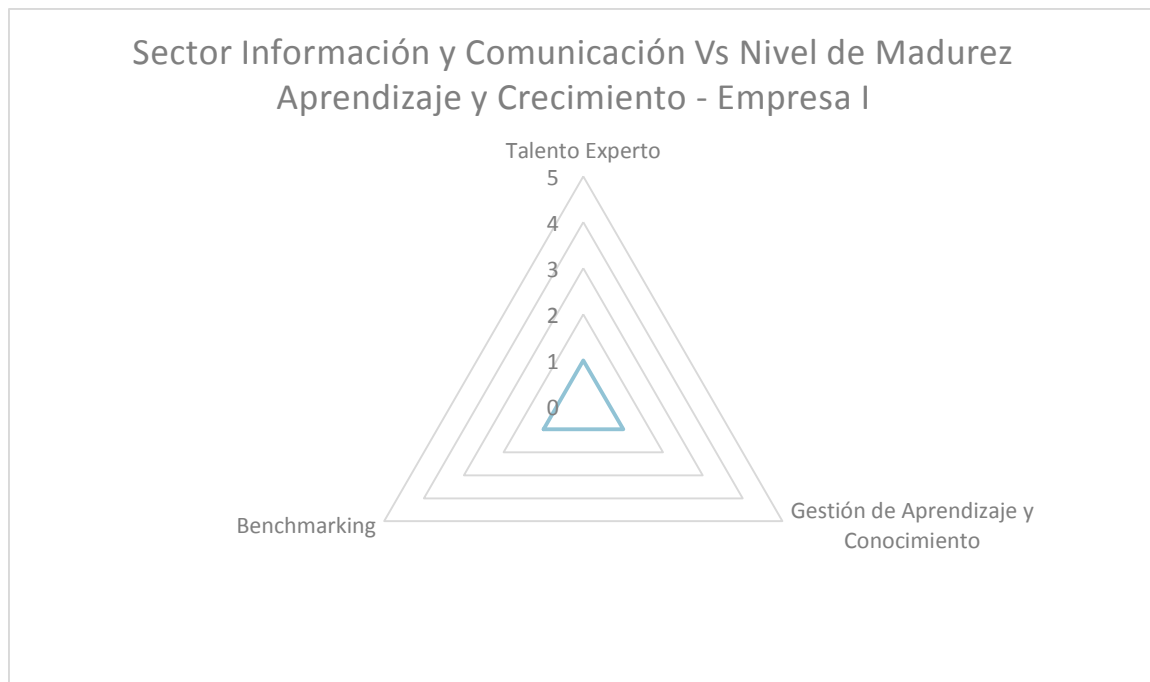 Sector Información y Comunicación Vs Nivel de Madurez
Aprendizaje y Crecimiento - Empresa I
Talento Experto
5
4
3
2
1
0
Benchmarking
Gestión de Aprendizaje y
Conocimiento